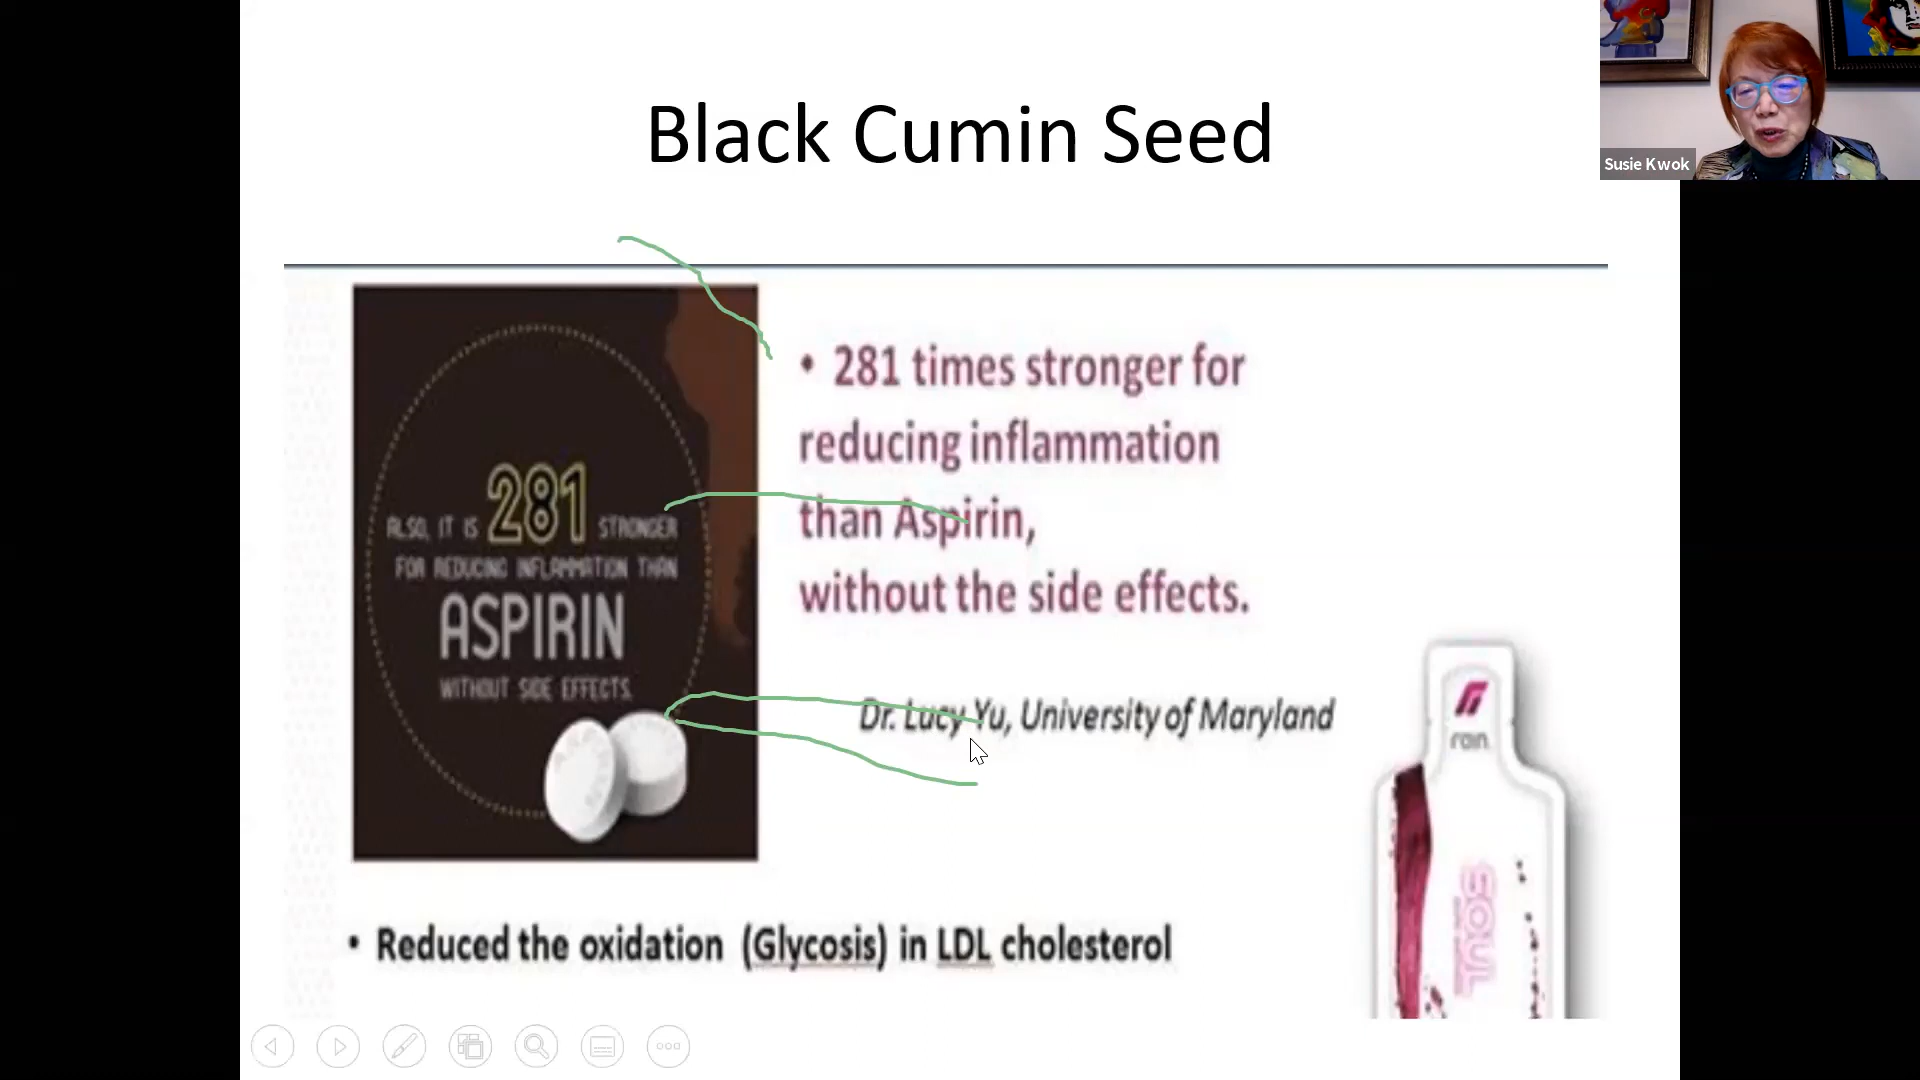 Black Cumin Seed
Susie Kwok
• 281 times stronger for
reducing inflammation
than Aspirin,
without the side effects.
ALSO, IT IS 281 STRONGER
FOR REDUCING INFLAMMATION THAN
ASPIRIN
WITHOUT SIDE EFFECTS.
Dr. Lucy Yu, University of Maryland
rain
SOUL
• Reduced the oxidation (Glycosis) in LDL cholesterol